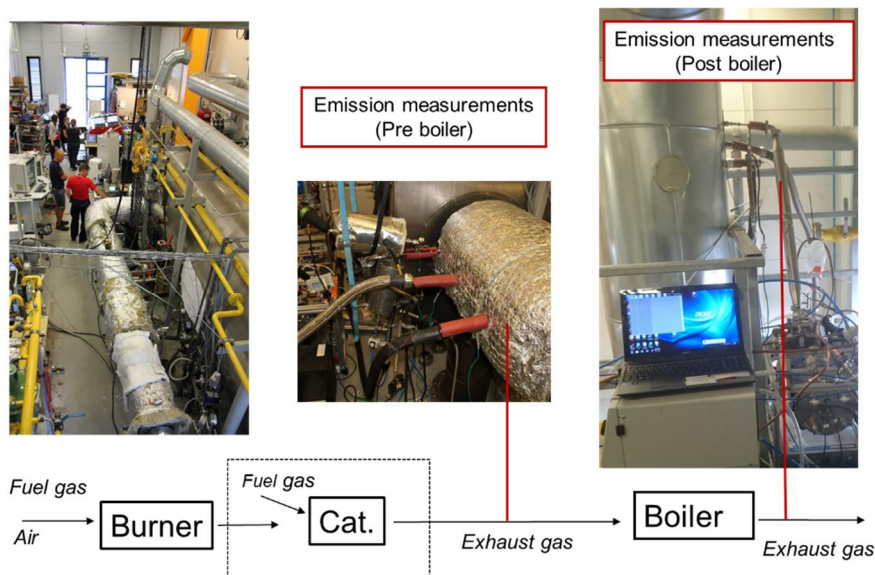 Emission measurements
(Post boiler)
Emission measurements
(Pre boiler)
acer
Fuel gas
Air
Burner
Fuel gas
Cat.
Exhaust gas
Boiler
Exhaust gas